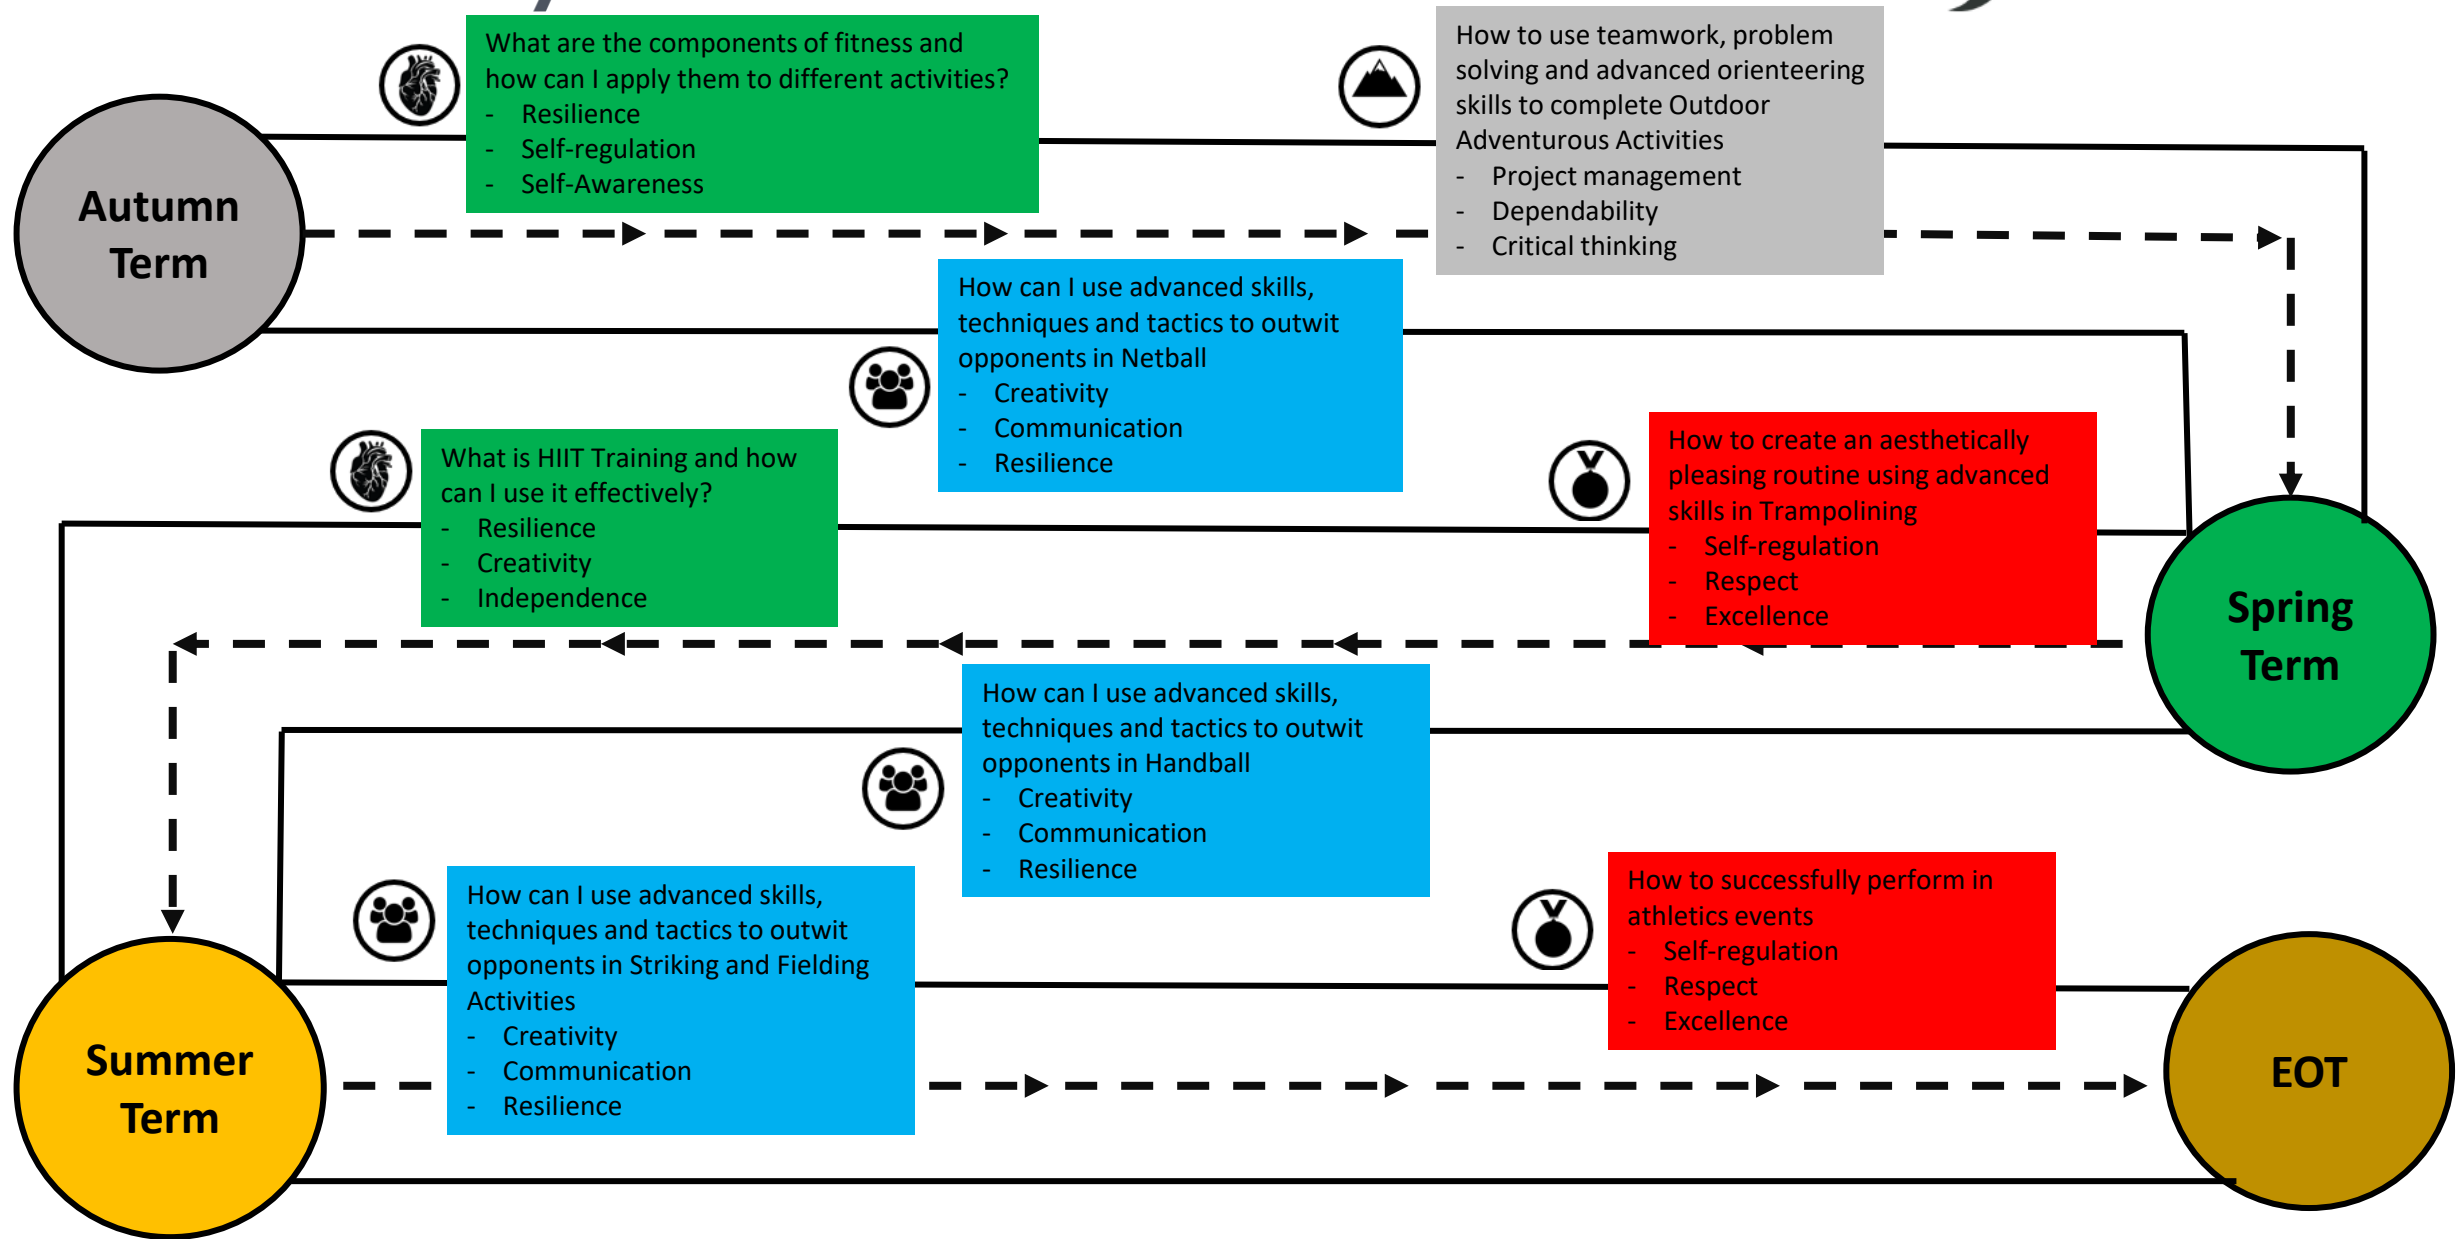 What are the components of fitness and
how can I apply them to different activities?
- Resilience
- Self-regulation
- Self-Awareness
How to use teamwork, problem
solving and advanced orienteering
skills to complete Outdoor
Adventurous Activities
- Project management
- Dependability
- Critical thinking
Autumn
Term
How can I use advanced skills,
techniques and tactics to outwit
opponents in Netball
- Creativity
- Communication
- Resilience
How to create an aesthetically
pleasing routine using advanced
skills in Trampolining
- Self-regulation
- Respect
- Excellence
What is HIIT Training and how
can I use it effectively?
- Resilience
- Creativity
- Independence
Spring
Term
How can I use advanced skills,
techniques and tactics to outwit
opponents in Handball
- Creativity
- Communication
- Resilience
How can I use advanced skills,
techniques and tactics to outwit
opponents in Striking and Fielding
Activities
- Creativity
- Communication
- Resilience
How to successfully perform in
athletics events
- Self-regulation
- Respect
- Excellence
Summer
Term
EOT